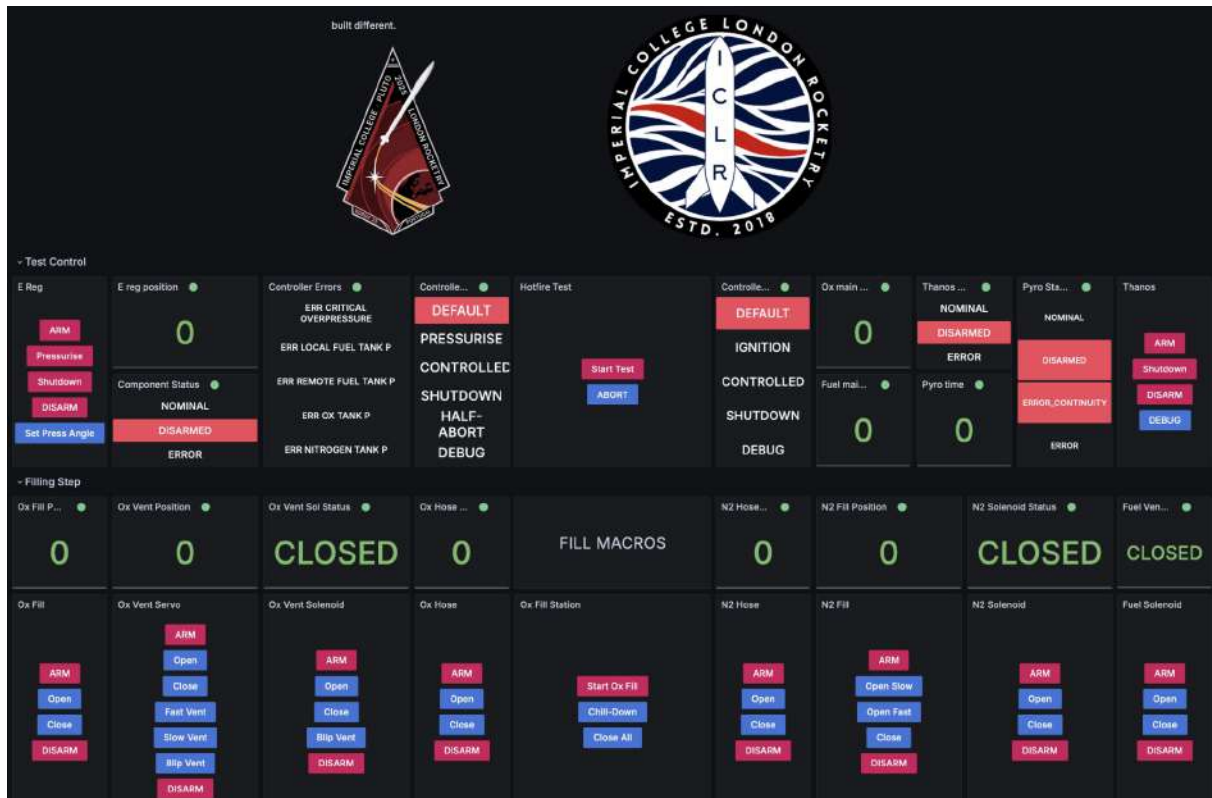 built different.
IMPERIAL COLLEGE PLUTO 2025 LONDON ROCKETRY
IMPERIAL COLLEGE LONDON ROCKETRY
I
C
L
R
ESTD. 2018
Test Control
E Reg
ARM
Pressurise
Shutdown
DISARM
Set Press Angle
E reg position
0
Component Status
NOMINAL
DISARMED
ERROR
Controller Errors
ERR CRITICAL
OVERPRESSURE
ERR LOCAL FUEL TANK P
ERR REMOTE FUEL TANK P
ERR OX TANK P
ERR NITROGEN TANK P
Controlle...
DEFAULT
PRESSURISE
CONTROLLED
SHUTDOWN
HALF-
ABORT
DEBUG
Hotfire Test
Start Test
ABORT
Controlle...
DEFAULT
IGNITION
CONTROLLED
SHUTDOWN
DEBUG
Ox main ...
0
Fuel mai...
0
Thanos ...
NOMINAL
DISARMED
ERROR
Pyro time
0
Pyro Sta...
NOMINAL
DISARMED
ERROR_CONTINUITY
ERROR
Thanos
ARM
Shutdown
DISARM
DEBUG
Filling Step
Ox Fill P...
0
Ox Vent Position
0
Ox Vent Sol Status
CLOSED
Ox Hose ...
0
FILL MACROS
N2 Hose...
0
N2 Fill Position
0
N2 Solenoid Status
CLOSED
Fuel Ven...
CLOSED
Ox Fill
ARM
Open
Close
DISARM
Ox Vent Servo
ARM
Open
Close
Fast Vent
Slow Vent
Blip Vent
DISARM
Ox Vent Solenoid
ARM
Open
Close
Blip Vent
DISARM
Ox Hose
ARM
Open
Close
DISARM
Ox Fill Station
Start Ox Fill
Chill-Down
Close All
N2 Hose
ARM
Open
Close
DISARM
N2 Fill
ARM
Open Slow
Open Fast
Close
DISARM
N2 Solenoid
ARM
Open
Close
DISARM
Fuel Solenoid
ARM
Open
Close
DISARM